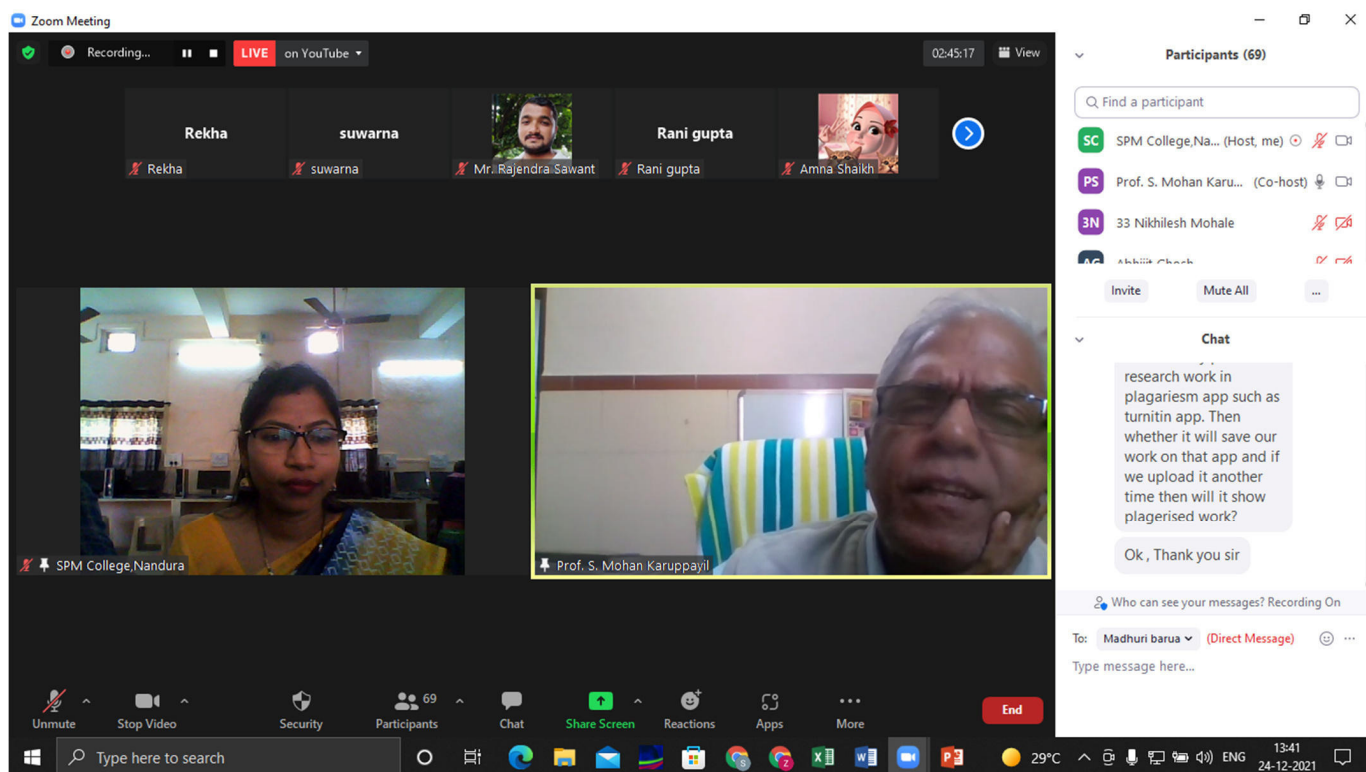 Zoom Meeting
Recording...
LIVE on YouTube
02:45:17
View
Rekha
suwarna
Rani gupta
Rekha
suwarna
Mr. Rajendra Sawant
Rani gupta
Amna Shaikh
SPM College,Nandura
Prof. S. Mohan Karuppayil
Participants (69)
Find a participant
SC SPM College,Na... (Host, me)
PS Prof. S. Mohan Karu... (Co-host)
3N 33 Nikhilesh Mohale
AG Abhijit Ghosh
Invite
Mute All
...
Chat
research work in
plagariesm app such as
turnitin app. Then
whether it will save our
work on that app and if
we upload it another
time then will it show
plagerised work?
Ok , Thank you sir
Who can see your messages? Recording On
To: Madhuri barua (Direct Message)
Type message here...
Unmute
Stop Video
Security
Participants
69
Chat
Share Screen
Reactions
Apps
More
End
Type here to search
29°C
ENG
13:41
24-12-2021